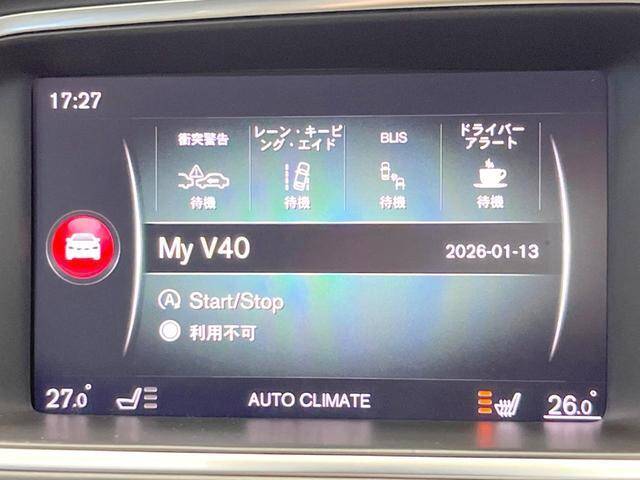 17:27
衝突警告
レーン・キーピ
ング・エイド
BLIS
ドライバー
アラート
待機
待機
待機
待機
My V40
2026-01-13
Start/Stop
利用不可
27.0°
AUTO CLIMATE
26.0°